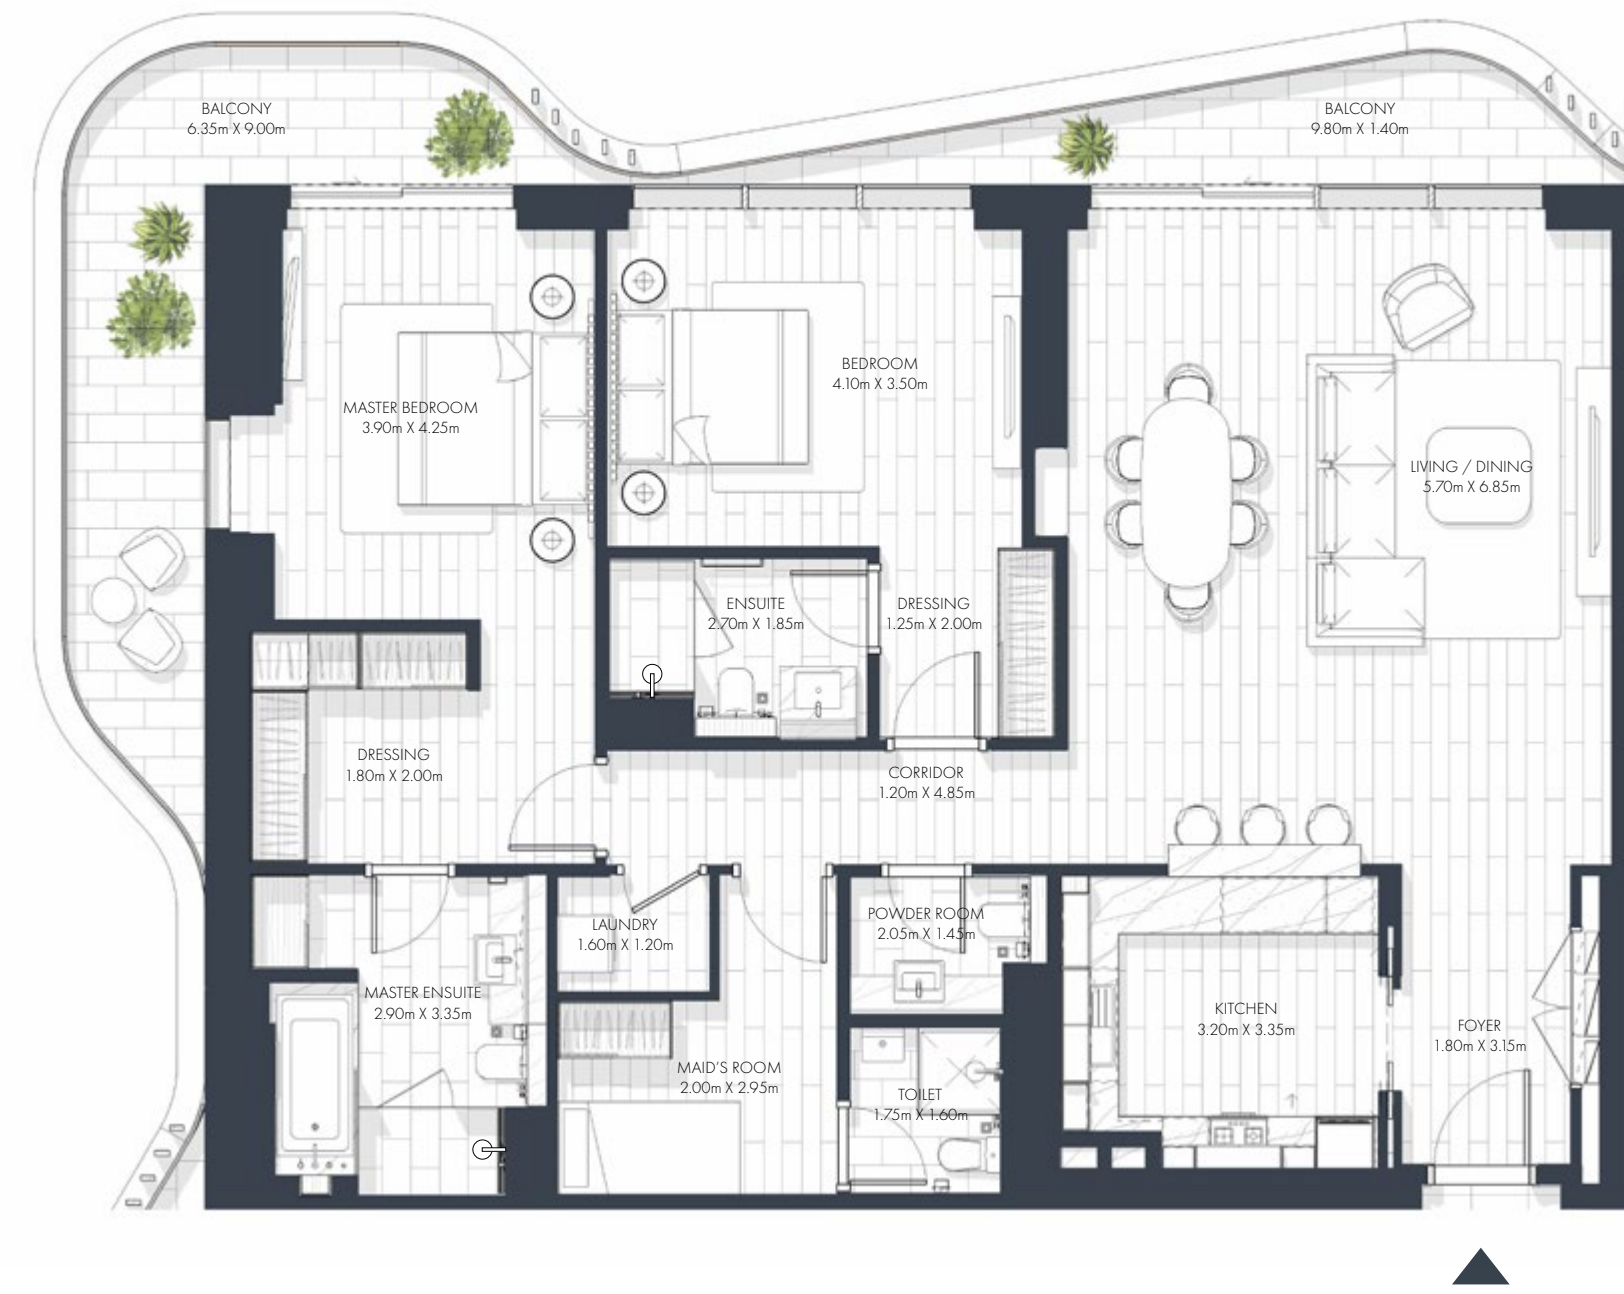 BALCONY
6.35m X 9.00m
BALCONY
9.80m X 1.40m
BEDROOM
4.10m X 3.50m
MASTER BEDROOM
3.90m X 4.25m
LIVING / DINING
5.70m X 6.85m
ENSUITE
2.70m X 1.85m
DRESSING
1.25m X 2.00m
DRESSING
1.80m X 2.00m
CORRIDOR
1.20m X 4.85m
LAUNDRY
1.60m X 1.20m
POWDER ROOM
2.05m X 1.45m
MASTER ENSUITE
2.90m X 3.35m
KITCHEN
3.20m X 3.35m
FOYER
1.80m X 3.15m
MAID'S ROOM
2.00m X 2.95m
TOILET
1.75m X 1.60m